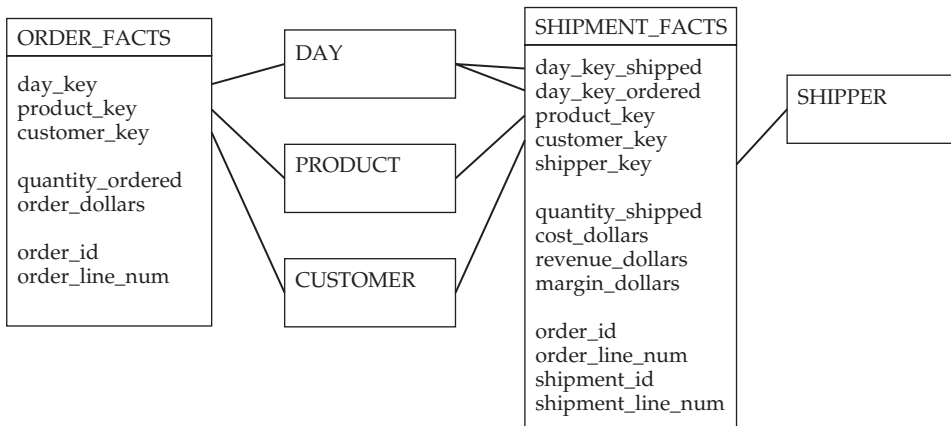 ORDER_FACTS
day_key
product_key
customer_key
quantity_ordered
order_dollars
order_id
order_line_num
DAY
PRODUCT
CUSTOMER
SHIPMENT_FACTS
day_key_shipped
day_key_ordered
product_key
customer_key
shipper_key
quantity_shipped
cost_dollars
revenue_dollars
margin_dollars
order_id
order_line_num
shipment_id
shipment_line_num
SHIPPER